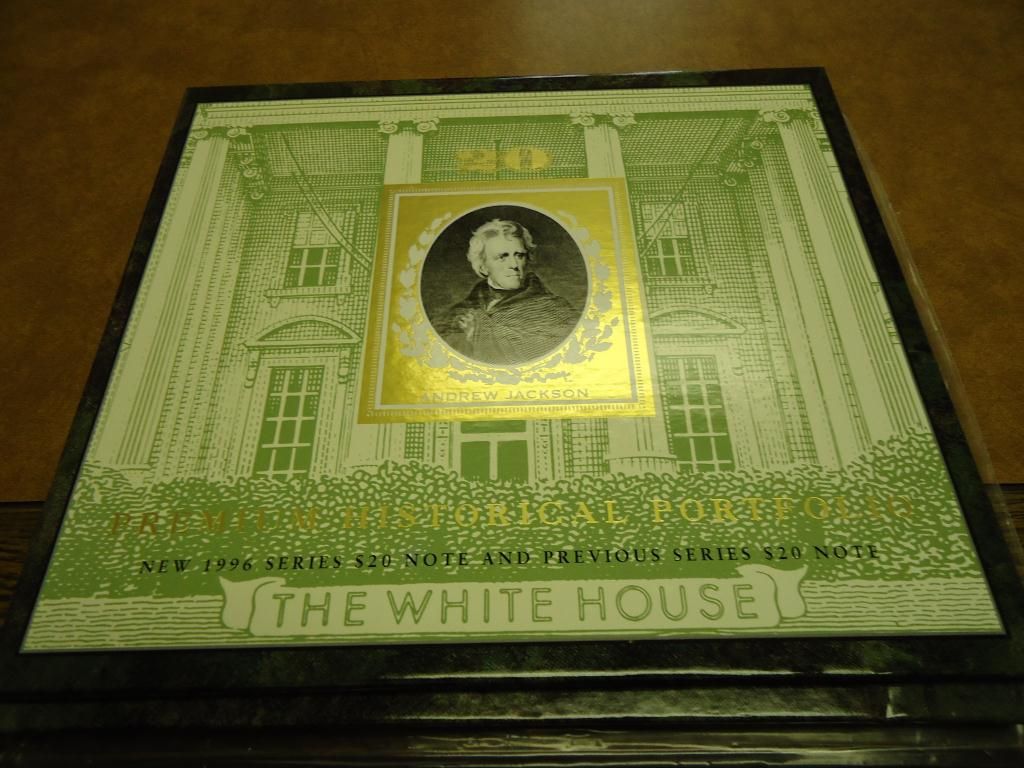 20
ANDREW JACKSON
PREMIUM HISTORICAL PORTFOLIO
NEW 1996 SERIES $20 NOTE AND PREVIOUS SERIES $20 NOTE
THE WHITE HOUSE